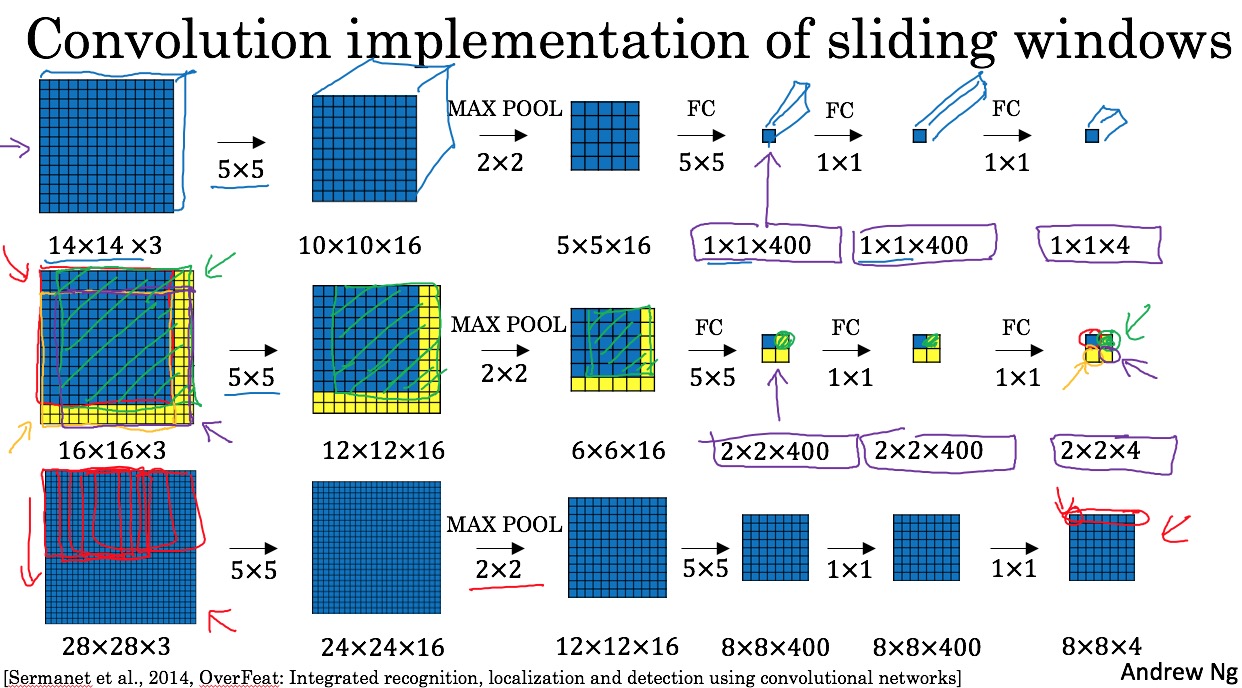 Convolution implementation of sliding windows
MAX POOL FC FC FC
5×5 2×2 5×5 1×1 1×1
14×14 ×3 10×10×16 5×5×16 1×1×400 1×1×400 1×1×4
MAX POOL FC FC FC
5×5 2×2 5×5 1×1 1×1
16×16×3 12×12×16 6×6×16 2×2×400 2×2×400 2×2×4
MAX POOL
5×5 2×2 5×5 1×1 1×1
28×28×3 24×24×16 12×12×16 8×8×400 8×8×400 8×8×4
[Sermanet et al., 2014, OverFeat: Integrated recognition, localization and detection using convolutional networks] Andrew Ng